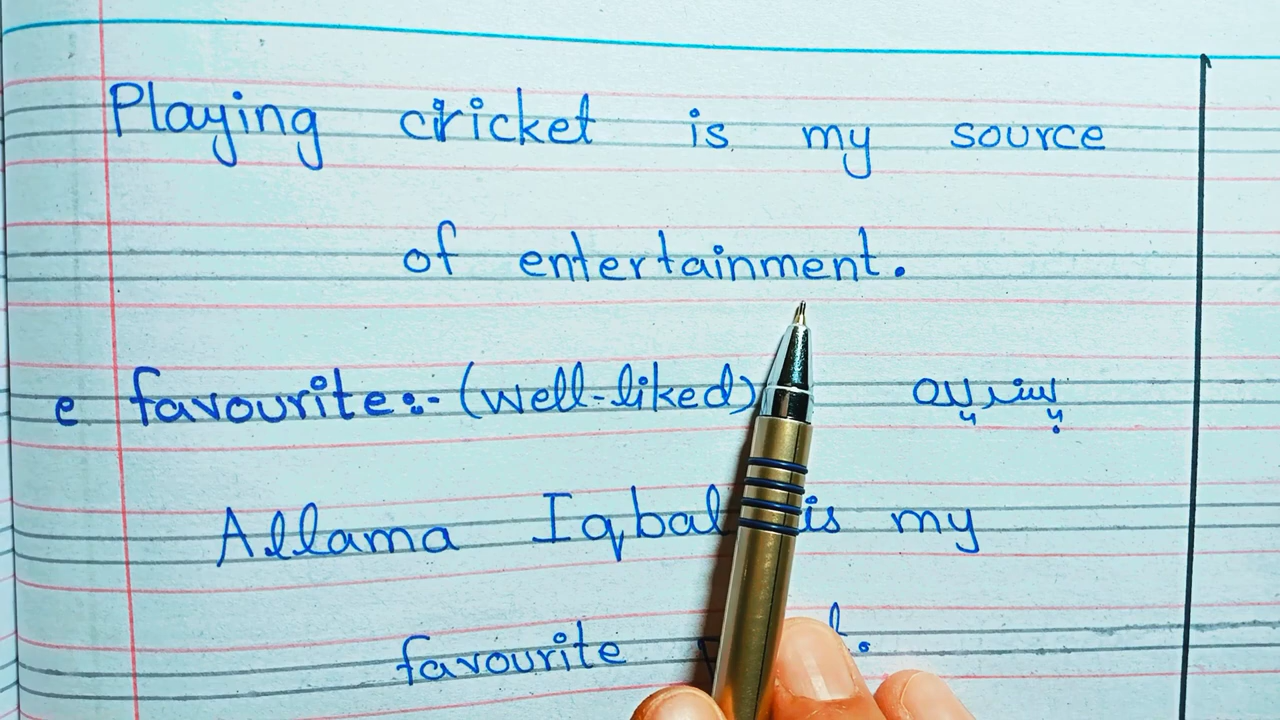 Playing cricket is my source
of entertainment.
e favourite:- (well-liked) پسندیدہ
Allama Iqbal is my
favourite